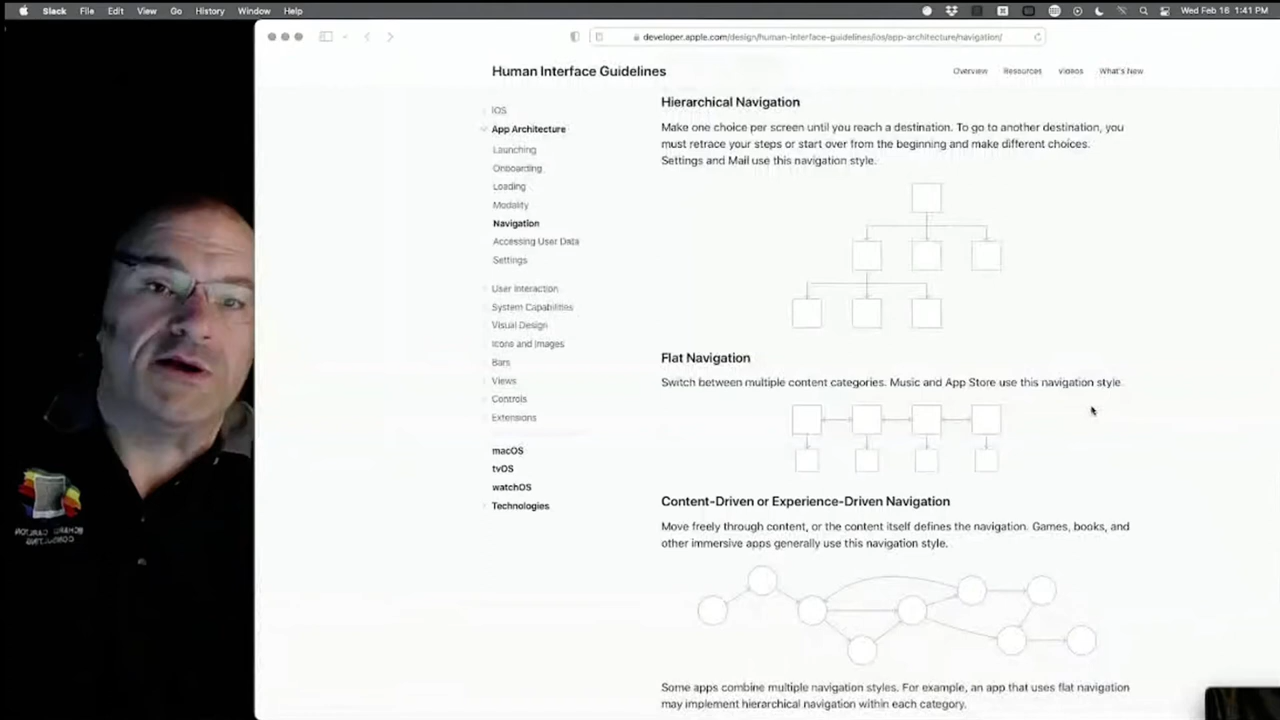 Slack File Edit View Go History Window Help
Wed Feb 16 1:41 PM
developer.apple.com/design/human-interface-guidelines/ios/app-architecture/navigation/
Human Interface Guidelines
Overview Resources Videos What's New
iOS
App Architecture
Launching
Onboarding
Loading
Modality
Navigation
Accessing User Data
Settings
User Interaction
System Capabilities
Visual Design
Icons and Images
Bars
Views
Controls
Extensions
macOS
tvOS
watchOS
Technologies
Hierarchical Navigation
Make one choice per screen until you reach a destination. To go to another destination, you
must retrace your steps or start over from the beginning and make different choices.
Settings and Mail use this navigation style.
Flat Navigation
Switch between multiple content categories. Music and App Store use this navigation style.
Content-Driven or Experience-Driven Navigation
Move freely through content, or the content itself defines the navigation. Games, books, and
other immersive apps generally use this navigation style.
Some apps combine multiple navigation styles. For example, an app that uses flat navigation
may implement hierarchical navigation within each category.
RICHARD CARLTON
CONSULTING